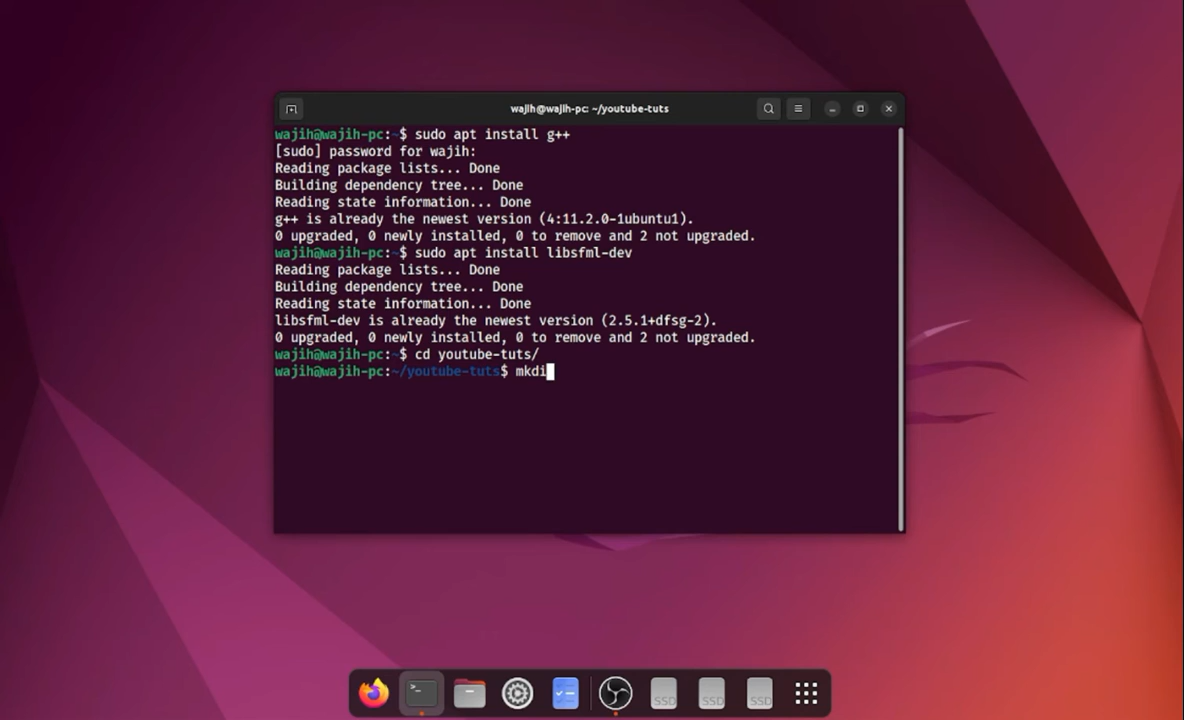 wajih@wajih-pc: ~/youtube-tuts
wajih@wajih-pc:~$ sudo apt install g++
[sudo] password for wajih:
Reading package lists... Done
Building dependency tree... Done
Reading state information... Done
g++ is already the newest version (4:11.2.0-1ubuntu1).
0 upgraded, 0 newly installed, 0 to remove and 2 not upgraded.
wajih@wajih-pc:~$ sudo apt install libsfml-dev
Reading package lists... Done
Building dependency tree... Done
Reading state information... Done
libsfml-dev is already the newest version (2.5.1+dfsg-2).
0 upgraded, 0 newly installed, 0 to remove and 2 not upgraded.
wajih@wajih-pc:~$ cd youtube-tuts/
wajih@wajih-pc:~/youtube-tuts$ mkdi
SSD SSD SSD